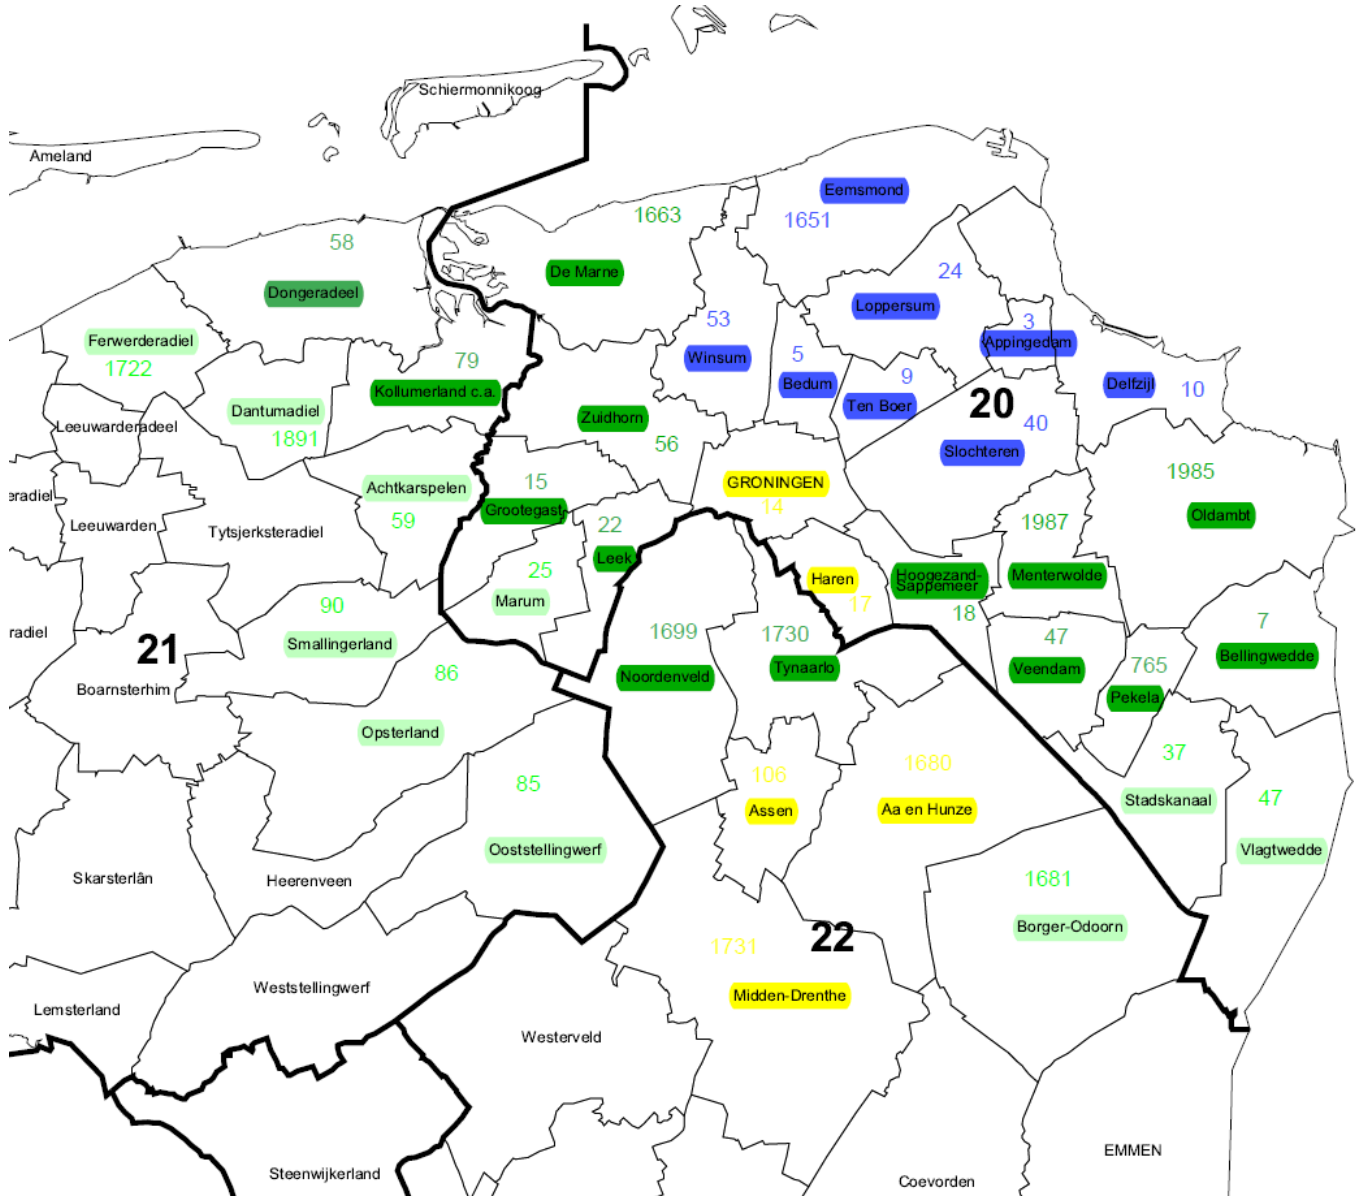 Schiermonnikoog
Ameland
Eemsmond
1663
1651
58
De Marne
24
Dongeradeel
Loppersum
53
3
Ferwerderadiel
Appingedam
1722
79
Winsum
5
9
Bedum
Delfzijl
10
Kollumerland c.a.
Dantumadiel
Ten Boer
20
Zuidhorn
40
Leeuwarderadeel
1891
56
Slochteren
1985
GRONINGEN
15
Achtkarspelen
eradiel
14
Grootegast
Oldambt
59
22
1987
Leeuwarden
Tytsjerksteradiel
Leek
25
Haren
Hoogezand-
Sappemeer
Menterwolde
Marum
90
17
18
7
radiel
1699
1730
47
21
Smallingerland
Bellingwedde
86
765
Tynaarlo
Veendam
Noordenveld
Boarnsterhim
Pekela
Opsterland
37
1680
106
85
47
Stadskanaal
Assen
Aa en Hunze
Ooststellingwerf
Vlagtwedde
Skarsterlân
Heerenveen
1681
Borger-Odoorn
22
1731
Weststellingwerf
Midden-Drenthe
Lemsterland
Westerveld
EMMEN
Steenwijkerland
Coevorden